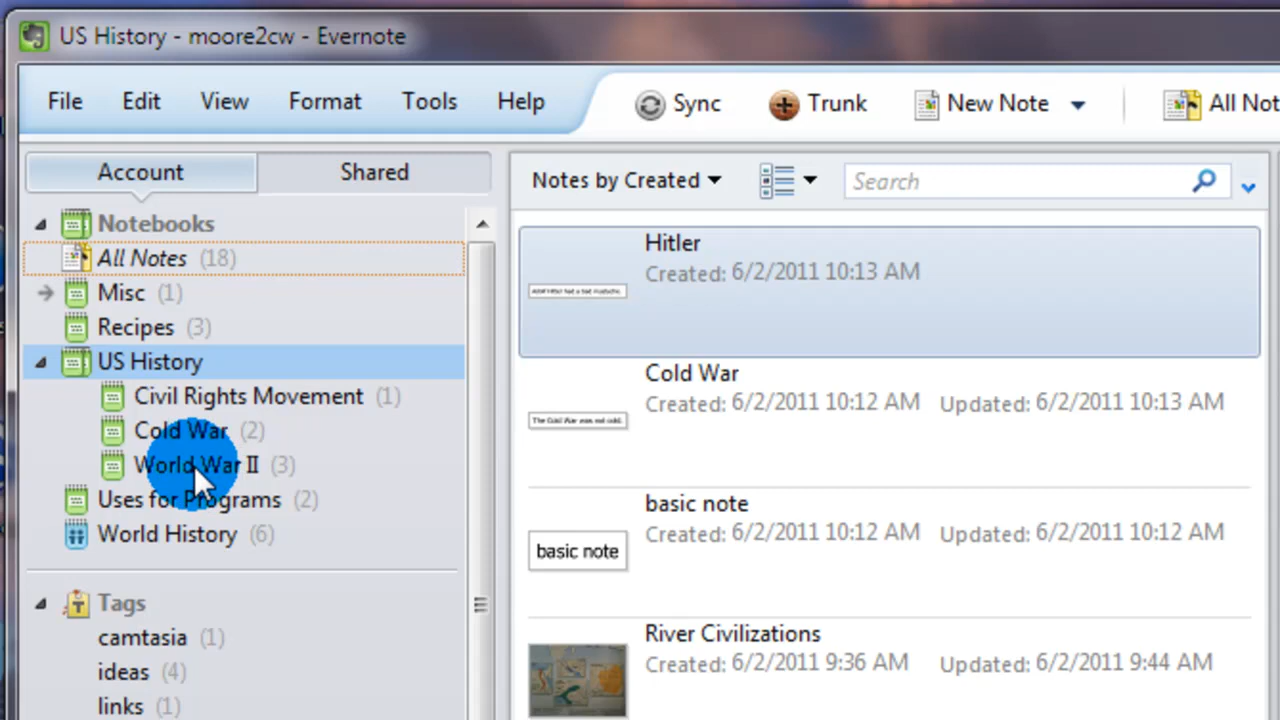 US History - moore2cw - Evernote
File Edit View Format Tools Help Sync Trunk New Note All Not
Account Shared
Notebooks
All Notes (18)
Misc (1)
Recipes (3)
US History
Civil Rights Movement (1)
Cold War (2)
World War II (3)
Uses for Programs (2)
World History (6)
Tags
camtasia (1)
ideas (4)
links (1)
Notes by Created Search
Hitler
Created: 6/2/2011 10:13 AM
Cold War
Created: 6/2/2011 10:12 AM Updated: 6/2/2011 10:13 AM
The Cold War was not cold.
basic note
Created: 6/2/2011 10:12 AM Updated: 6/2/2011 10:12 AM
basic note
River Civilizations
Created: 6/2/2011 9:36 AM Updated: 6/2/2011 9:44 AM